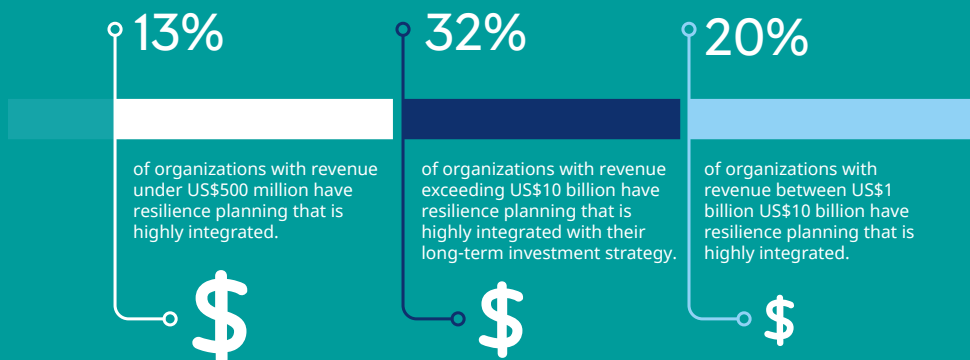 13%
of organizations with revenue
under US$500 million have
resilience planning that is
highly integrated.
$
32%
of organizations with revenue
exceeding US$10 billion have
resilience planning that is
highly integrated with their
long-term investment strategy.
$
20%
of organizations with
revenue between US$1
billion US$10 billion have
resilience planning that is
highly integrated.
$